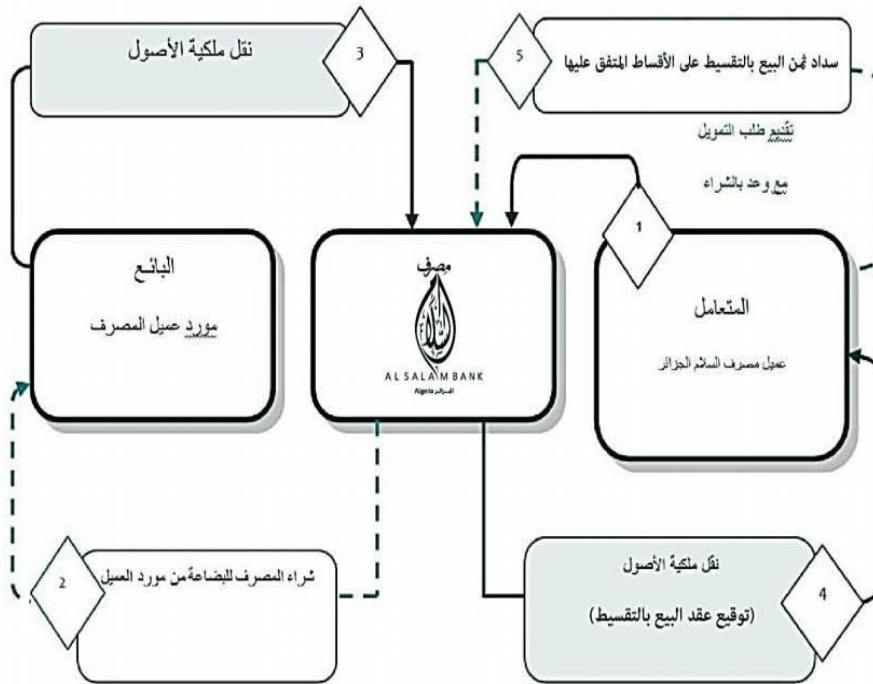 نقل ملكية الأصول
3
5
سداد ثمن البيع بالتقسيط على الأقساط المتفق عليها
تقديم طلب التمويل
مع وعد بالشراء
1
البائع
مورد عميل المصرف
مصرف
السلام
AL SALAM BANK
Algeria الجزائر
المتعامل
عميل مصرف السلام الجزائر
2
شراء المصرف للبضاعة من مورد العميل
نقل ملكية الأصول
(توقيع عقد البيع بالتقسيط)
4